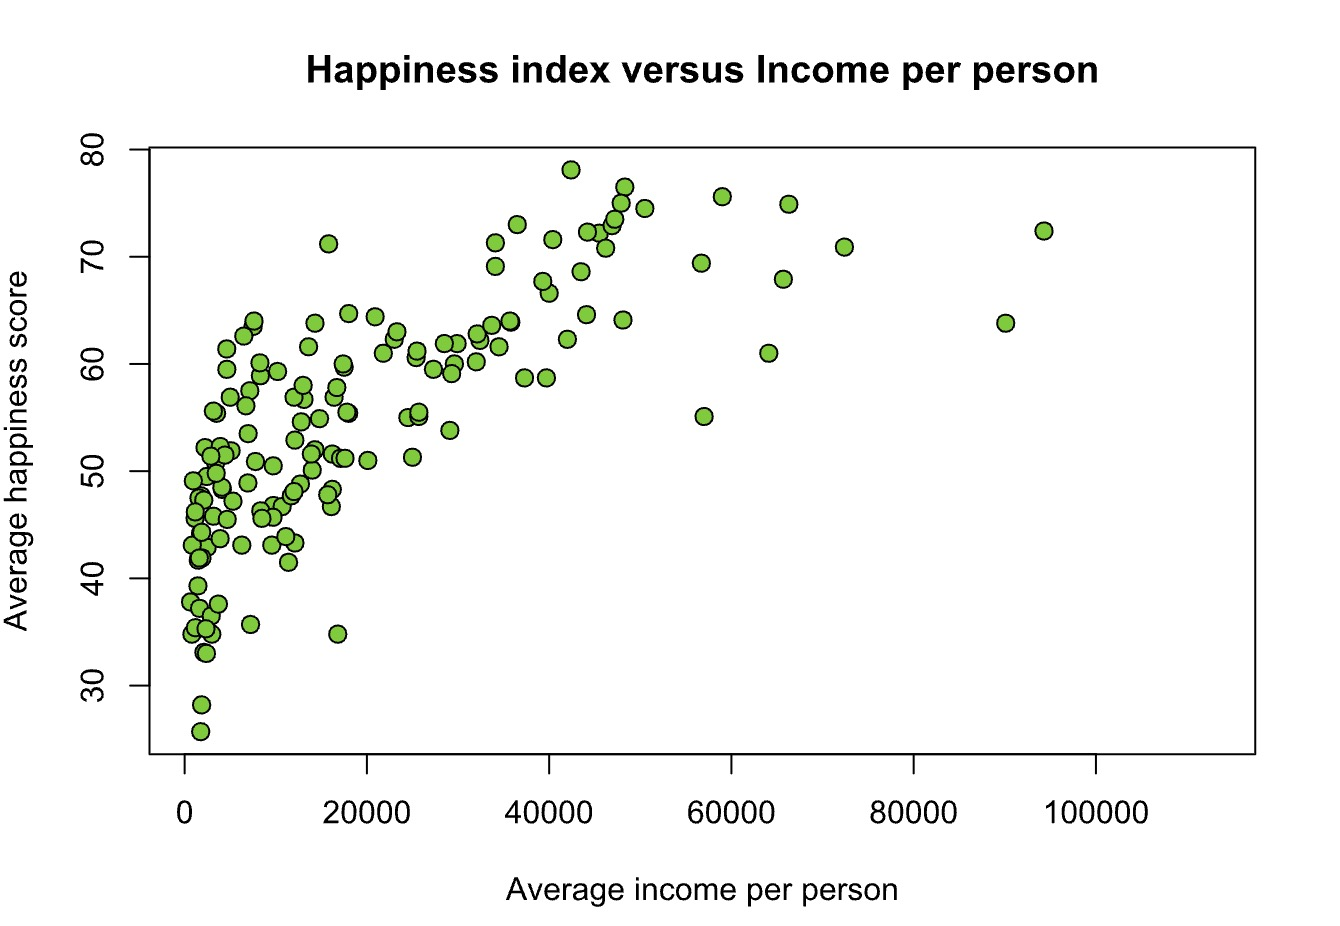 Happiness index versus Income per person
Average happiness score
80
70
60
50
40
30
0 20000 40000 60000 80000 100000
Average income per person